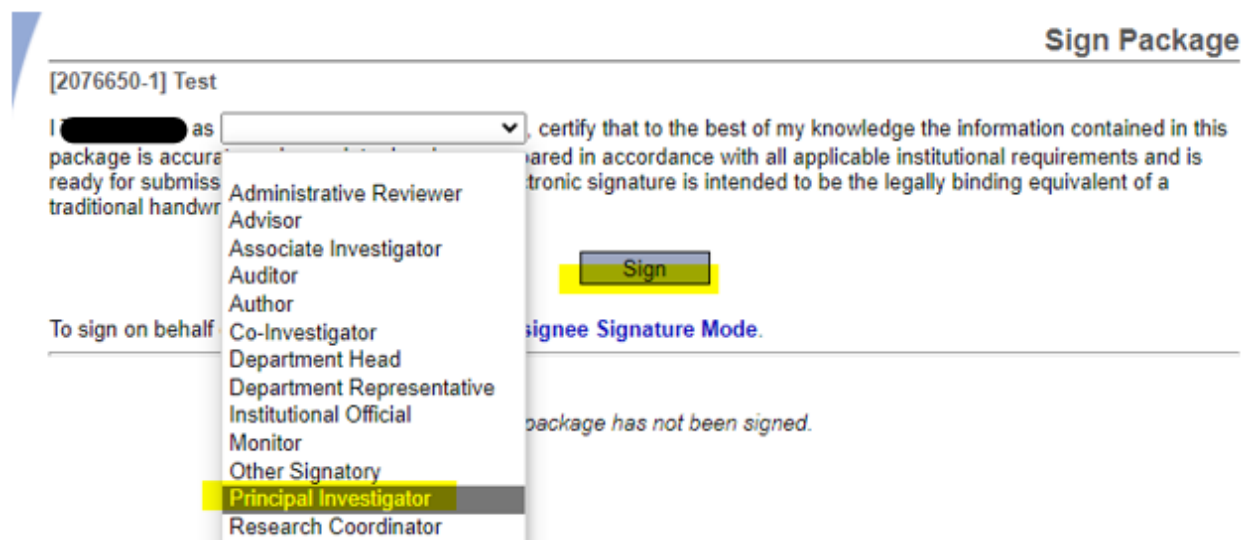 Sign Package
[2076650-1] Test
I as , certify that to the best of my knowledge the information contained in this
package is accura pared in accordance with all applicable institutional requirements and is
ready for submiss tronic signature is intended to be the legally binding equivalent of a
traditional handwr
Administrative Reviewer
Advisor
Associate Investigator
Auditor
Author
Co-Investigator
Department Head
Department Representative
Institutional Official
Monitor
Other Signatory
Principal Investigator
Research Coordinator
Sign
To sign on behalf signee Signature Mode.
package has not been signed.